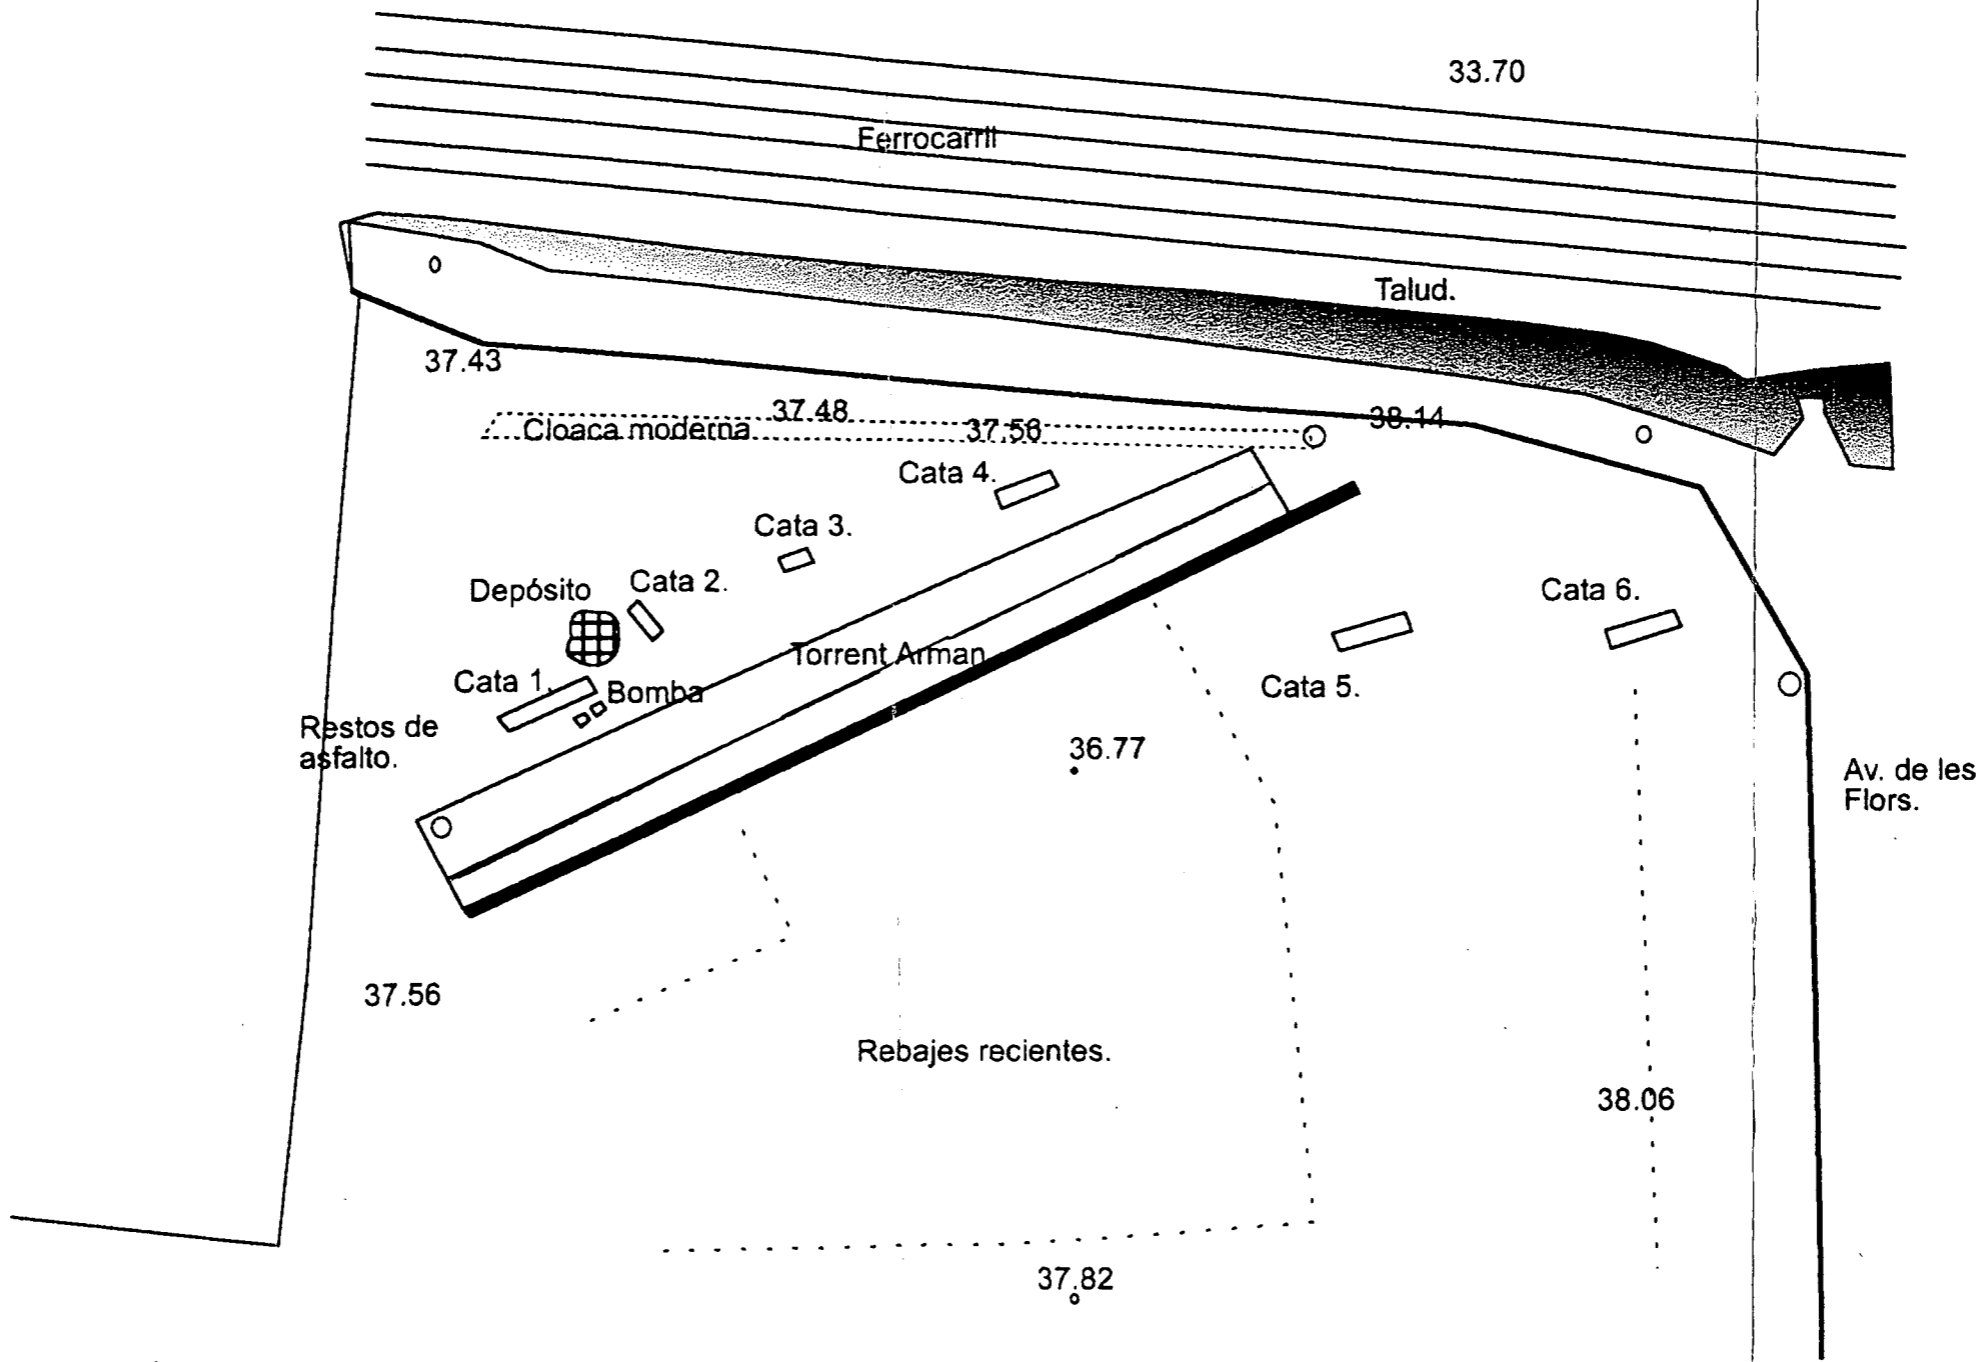 33.70
Ferrocarril
Talud.
37.43
37.48
38.14
Cloaca moderna
37.56
Cata 4.
Cata 3.
Depósito
Cata 2.
Cata 6.
Torrent Arman
Cata 1.
Bomba
Cata 5.
Restos de
asfalto.
36.77
Av. de les
Flors.
37.56
Rebajes recientes.
38.06
37.82